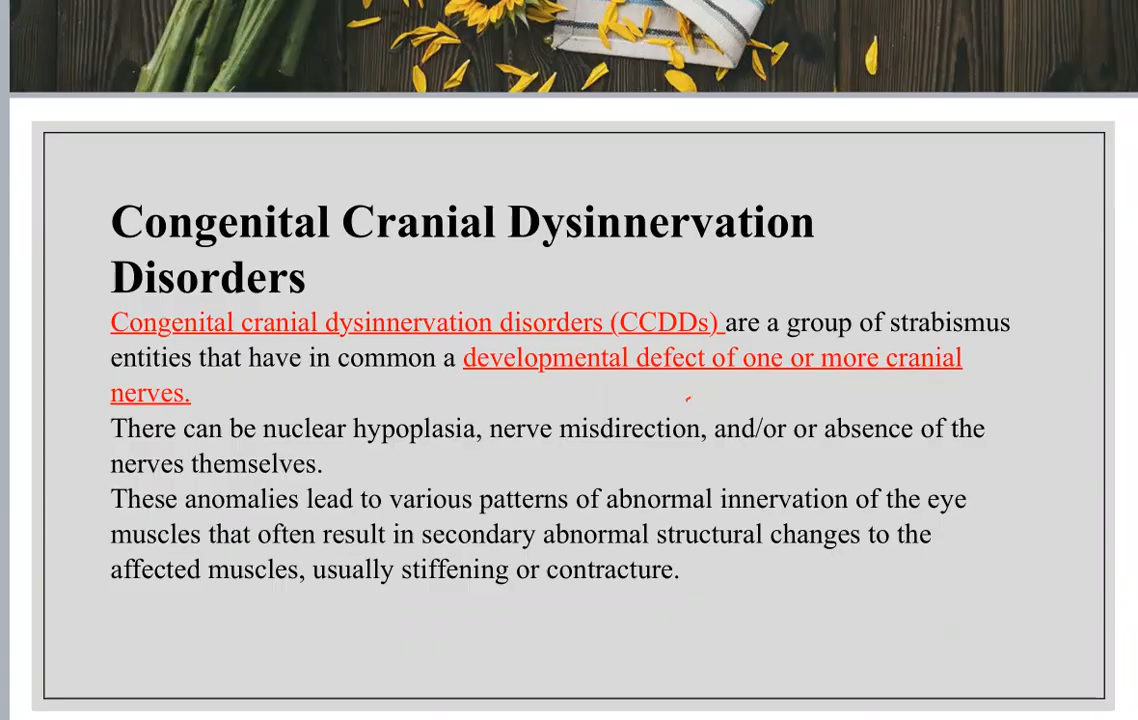 Congenital Cranial Dysinnervation
Disorders
Congenital cranial dysinnervation disorders (CCDDs) are a group of strabismus
entities that have in common a developmental defect of one or more cranial
nerves.
There can be nuclear hypoplasia, nerve misdirection, and/or or absence of the
nerves themselves.
These anomalies lead to various patterns of abnormal innervation of the eye
muscles that often result in secondary abnormal structural changes to the
affected muscles, usually stiffening or contracture.